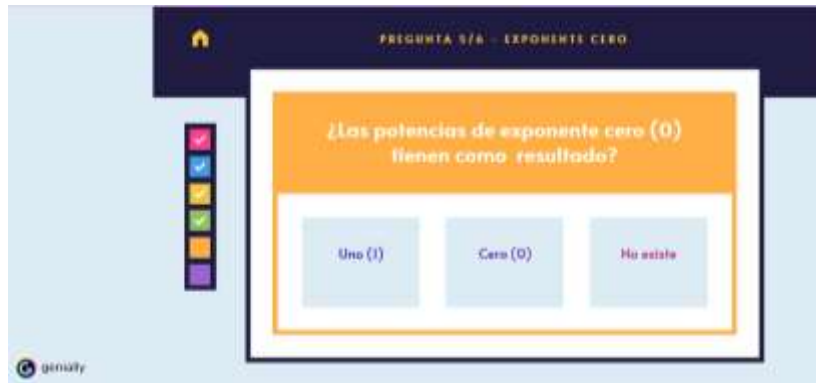 PREGUNTA 5/6 - EXPONENTE CERO
¿Las potencias de exponente cero (0)
tienen como resultado?
Uno (1)
Cero (0)
No existe
genially